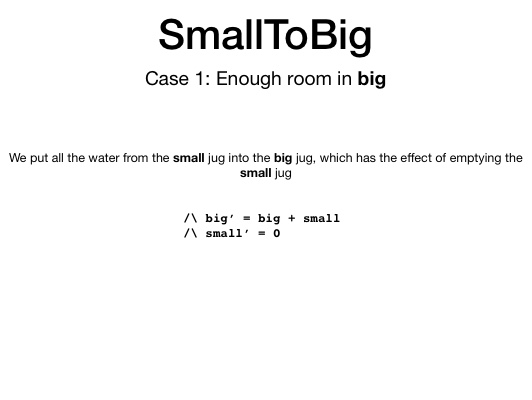 SmallToBig
Case 1: Enough room in big
We put all the water from the small jug into the big jug, which has the effect of emptying the
small jug
/\ big’ = big + small
/\ small’ = 0